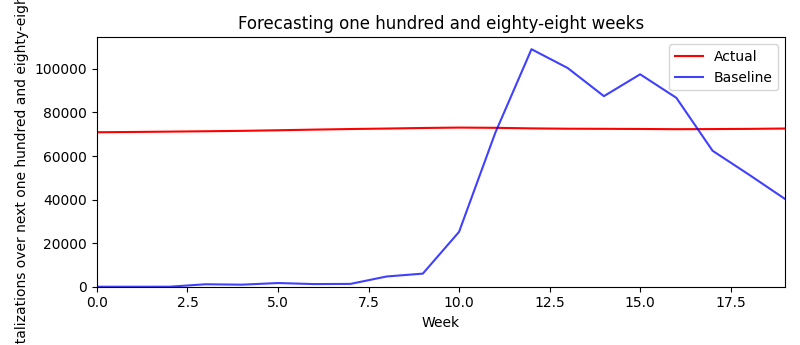 Forecasting one hundred and eighty-eight weeks
talizations over next one hundred and eighty-eigh
100000
80000
60000
40000
20000
0
0.0 2.5 5.0 7.5 10.0 12.5 15.0 17.5
Week
Actual
Baseline